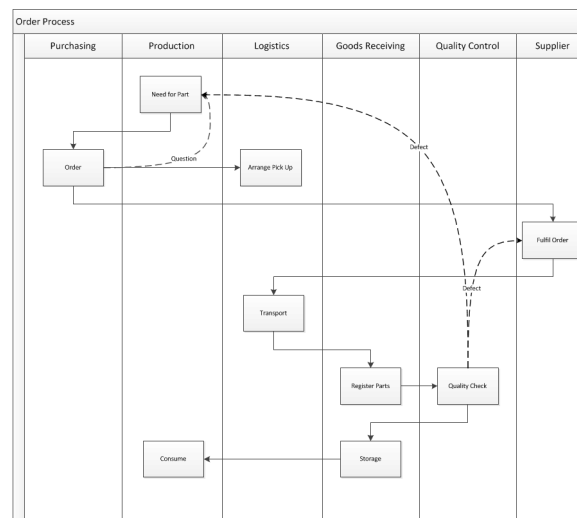 Order Process
Purchasing
Production
Logistics
Goods Receiving
Quality Control
Supplier
Need for Part
Defect
Question
Order
Arrange Pick Up
Fulfil Order
Defect
Transport
Register Parts
Quality Check
Consume
Storage